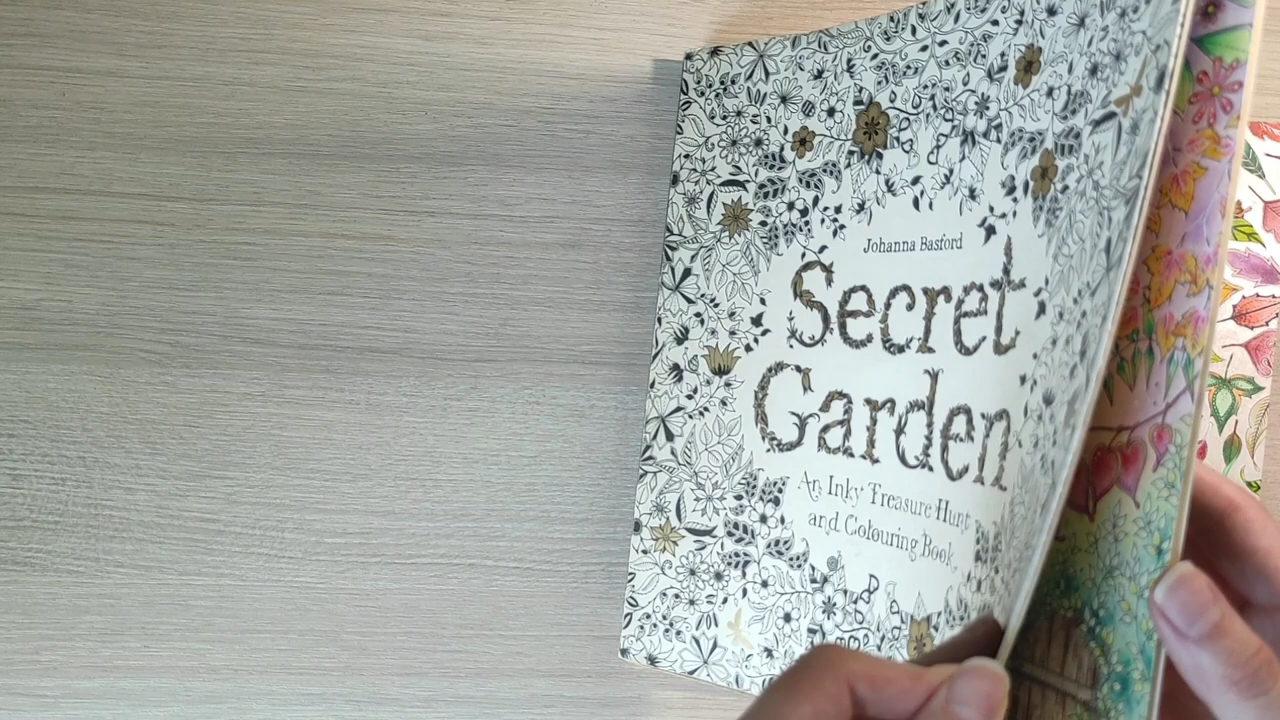 Johanna Basford
Secret
Garden
An Inky Treasure Hunt
and Colouring Book